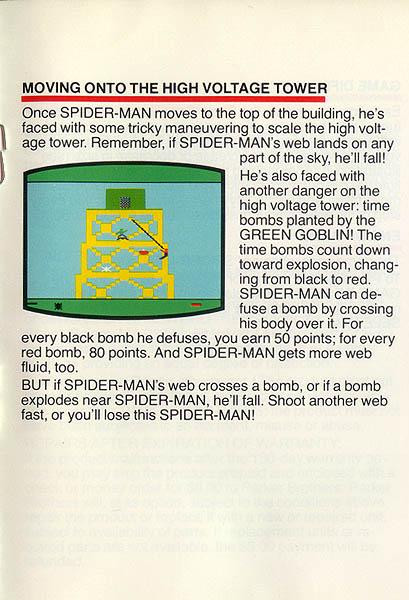 MOVING ONTO THE HIGH VOLTAGE TOWER
Once SPIDER-MAN moves to the top of the building, he's
faced with some tricky maneuvering to scale the high volt-
age tower. Remember, if SPIDER-MAN's web lands on any
part of the sky, he'll fall!
He's also faced with
another danger on the
high voltage tower: time
bombs planted by the
GREEN GOBLIN! The
time bombs count down
toward explosion, chang-
ing from black to red.
SPIDER-MAN can de-
fuse a bomb by crossing
his body over it. For
every black bomb he defuses, you earn 50 points; for every
red bomb, 80 points. And SPIDER-MAN gets more web
fluid, too.
BUT if SPIDER-MAN's web crosses a bomb, or if a bomb
explodes near SPIDER-MAN, he'll fall. Shoot another web
fast, or you'll lose this SPIDER-MAN!